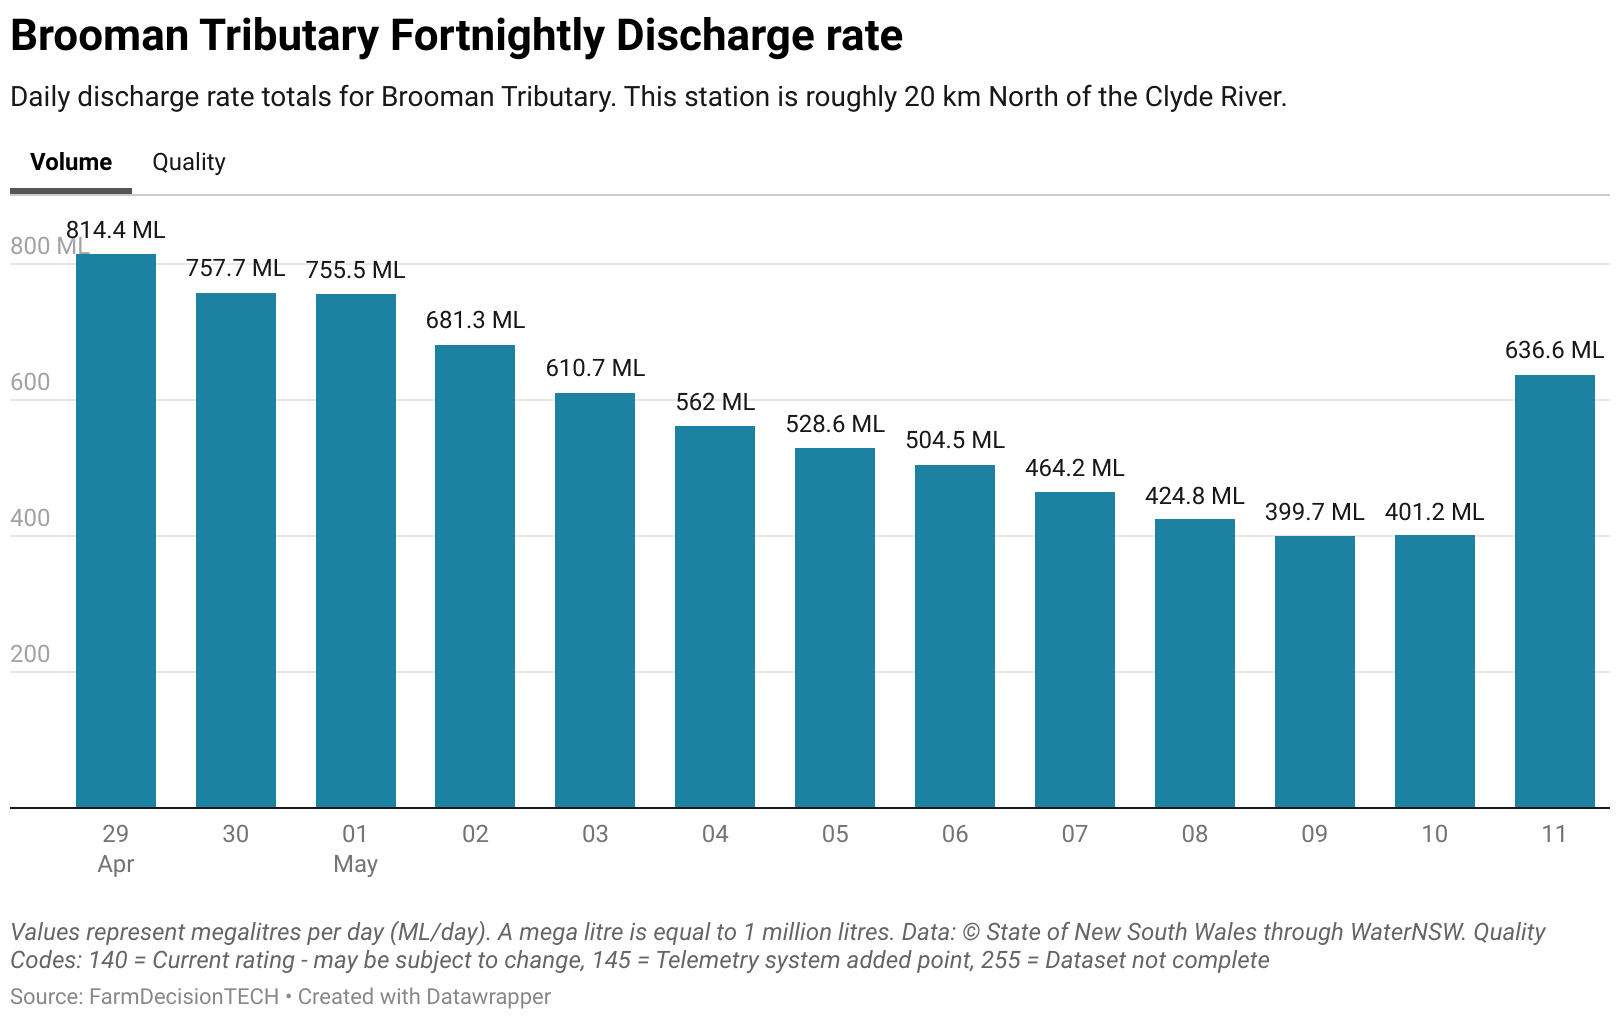 Brooman Tributary Fortnightly Discharge rate
Daily discharge rate totals for Brooman Tributary. This station is roughly 20 km North of the Clyde River.
Volume Quality
814.4 ML
800 ML
757.7 ML 755.5 ML
681.3 ML
636.6 ML
610.7 ML
600
562 ML
528.6 ML
504.5 ML
464.2 ML
424.8 ML
399.7 ML 401.2 ML
400
200
29 30 01 02 03 04 05 06 07 08 09 10 11
Apr May
Values represent megalitres per day (ML/day). A mega litre is equal to 1 million litres. Data: © State of New South Wales through WaterNSW. Quality
Codes: 140 = Current rating - may be subject to change, 145 = Telemetry system added point, 255 = Dataset not complete
Source: FarmDecisionTECH • Created with Datawrapper